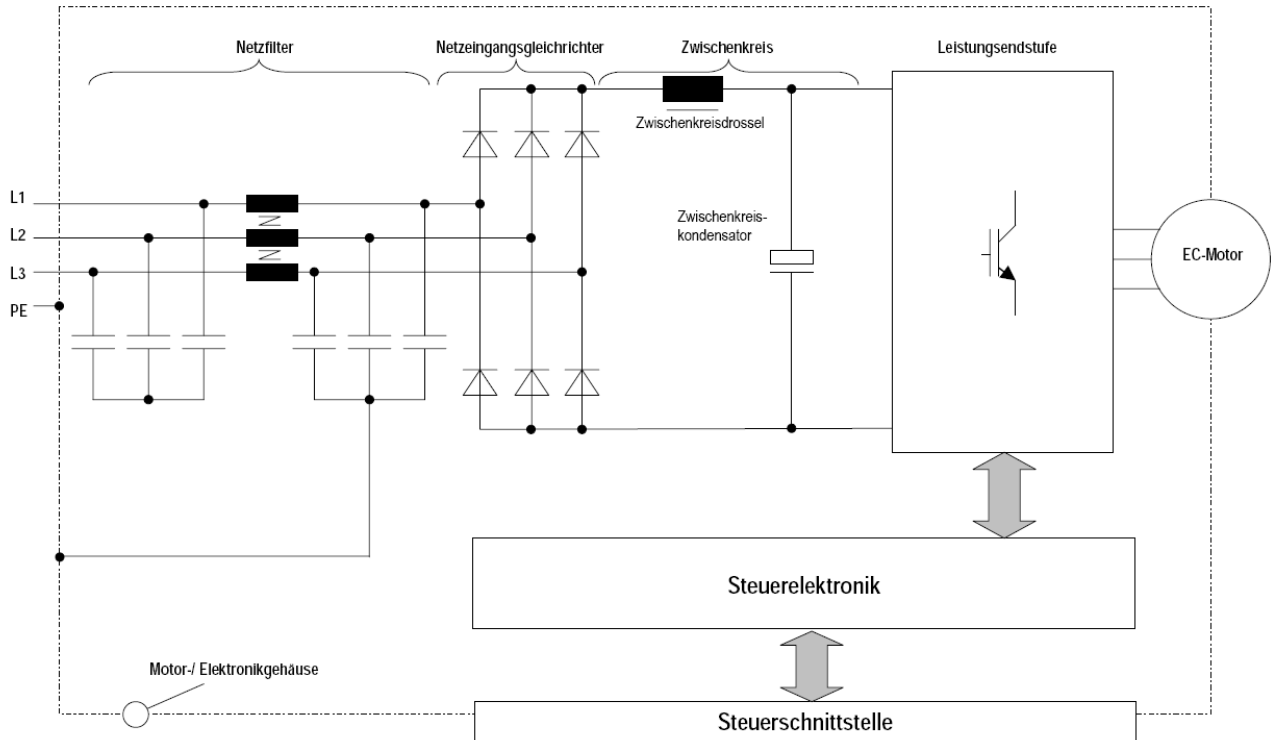 Netzfilter
Netzeingangsgleichrichter
Zwischenkreis
Leistungsendstufe
Zwischenkreisdrossel
L1
L2
L3
PE
Zwischenkreis-
kondensator
EC-Motor
Steuerelektronik
Motor-/ Elektronikgehäuse
Steuerschnittstelle